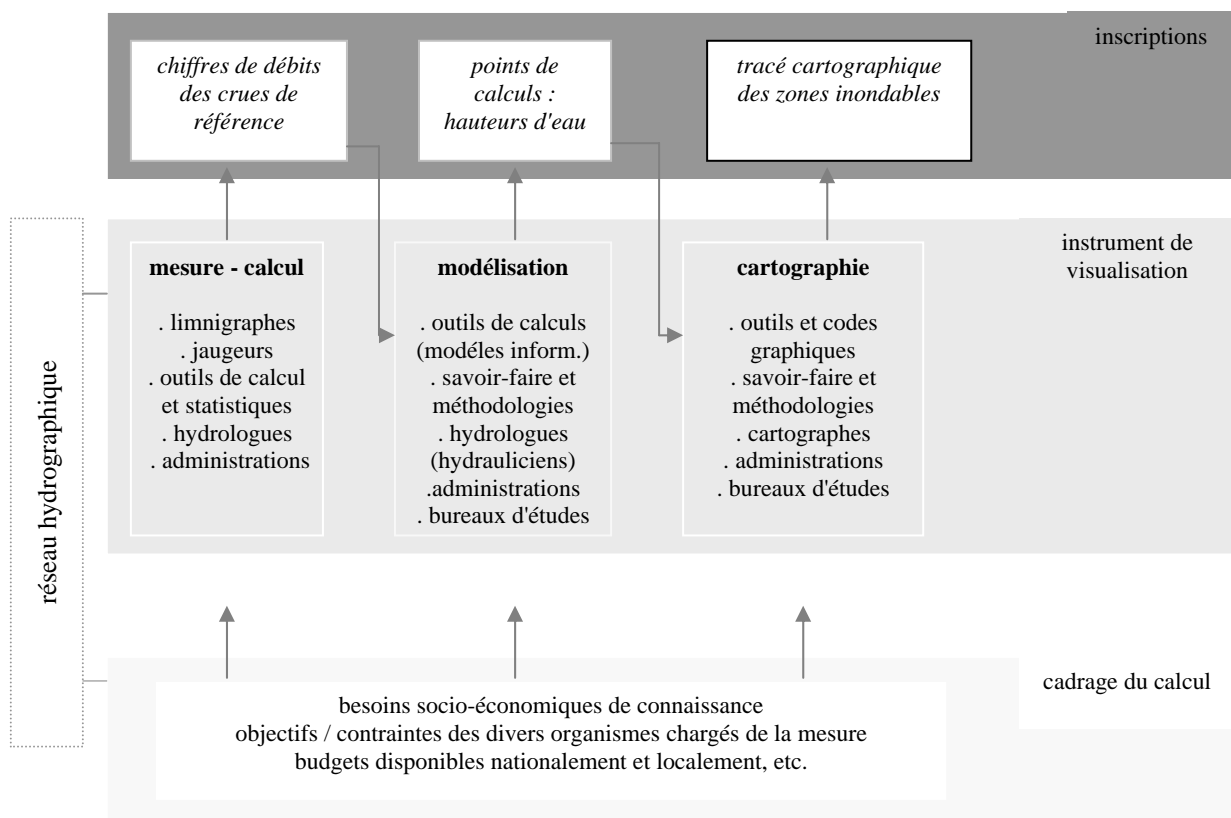 inscriptions
chiffres de débits
des crues de
référence
points de
calculs :
hauteurs d'eau
tracé cartographique
des zones inondables
réseau hydrographique
instrument de
visualisation
mesure - calcul
. limnigraphes
. jaugeurs
. outils de calcul
et statistiques
. hydrologues
. administrations
modélisation
. outils de calculs
(modéles inform.)
. savoir-faire et
méthodologies
. hydrologues
(hydrauliciens)
.administrations
. bureaux d'études
cartographie
. outils et codes
graphiques
. savoir-faire et
méthodologies
. cartographes
. administrations
. bureaux d'études
cadrage du calcul
besoins socio-économiques de connaissance
objectifs / contraintes des divers organismes chargés de la mesure
budgets disponibles nationalement et localement, etc.